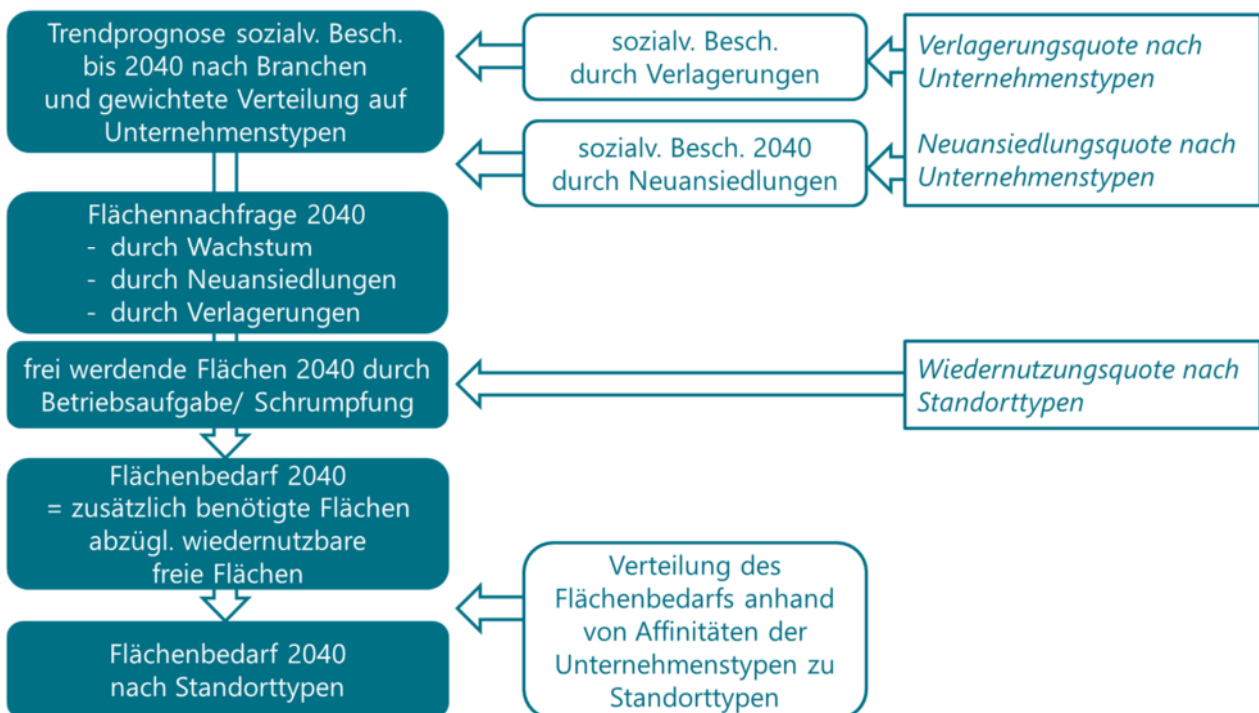 Trendprognose sozialv. Besch.
bis 2040 nach Branchen
und gewichtete Verteilung auf
Unternehmenstypen
sozialv. Besch.
durch Verlagerungen
Verlagerungsquote nach
Unternehmenstypen
sozialv. Besch. 2040
durch Neuansiedlungen
Neuansiedlungsquote nach
Unternehmenstypen
Flächennachfrage 2040
- durch Wachstum
- durch Neuansiedlungen
- durch Verlagerungen
frei werdende Flächen 2040 durch
Betriebsaufgabe/ Schrumpfung
Wiedernutzungsquote nach
Standorttypen
Flächenbedarf 2040
= zusätzlich benötigte Flächen
abzügl. wiedernutzbare
freie Flächen
Verteilung des
Flächenbedarfs anhand
von Affinitäten der
Unternehmenstypen zu
Standorttypen
Flächenbedarf 2040
nach Standorttypen